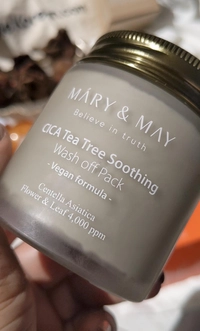 MARY & MAY
Believe in truth
CICA Tea Tree Soothing
Wash off Pack
- Vegan formula -
Centella Asiatica
Flower & Leaf 4,000 ppm